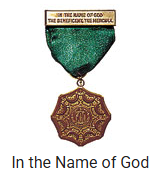 IN THE NAME OF GOD
THE BENEFICENT, THE MERCIFUL
In the Name of God